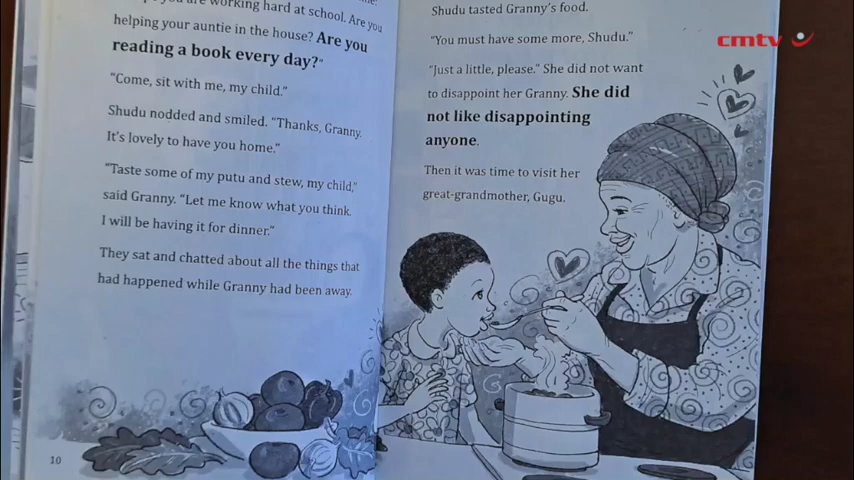 you are working hard at school. Are you
helping your auntie in the house? Are you
reading a book every day?"
"Come, sit with me, my child."
Shudu nodded and smiled. "Thanks, Granny.
It's lovely to have you home."
"Taste some of my putu and stew, my child,"
said Granny. "Let me know what you think.
I will be having it for dinner."
They sat and chatted about all the things that
had happened while Granny had been away.
10
Shudu tasted Granny's food.
"You must have some more, Shudu."
"Just a little, please." She did not want
to disappoint her Granny. She did
not like disappointing
anyone.
Then it was time to visit her
great-grandmother, Gugu.
cmtv